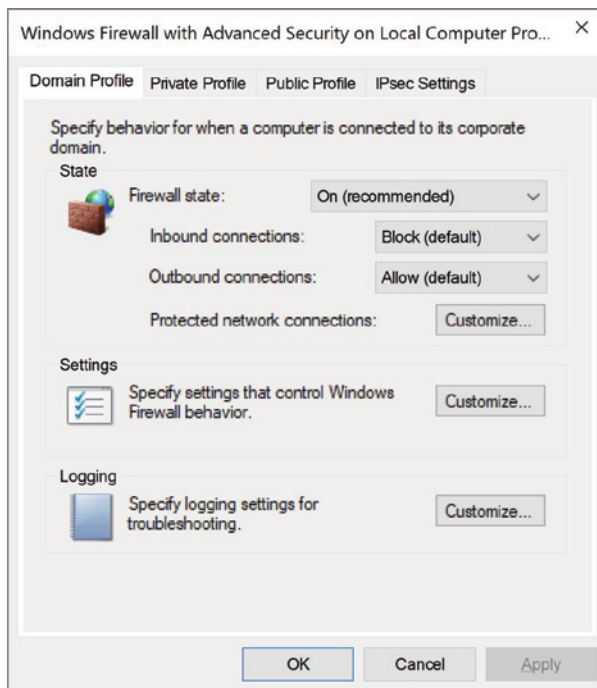 Windows Firewall with Advanced Security on Local Computer Pro...
Domain Profile Private Profile Public Profile IPsec Settings
Specify behavior for when a computer is connected to its corporate
domain.
State
Firewall state: On (recommended)
Inbound connections: Block (default)
Outbound connections: Allow (default)
Protected network connections: Customize...
Settings
Specify settings that control Windows
Firewall behavior.
Customize...
Logging
Specify logging settings for
troubleshooting.
Customize...
OK Cancel Apply